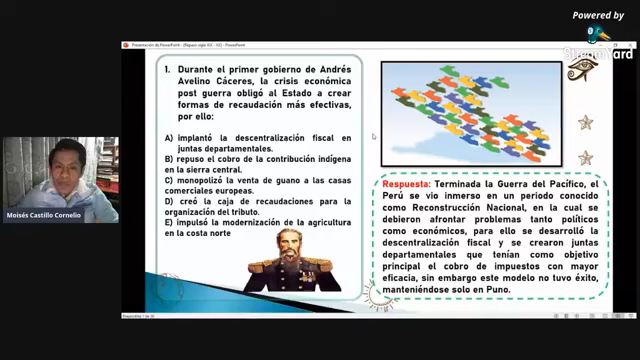 Powered by
StreamYard
Presentación de PowerPoint
PowerPoint
1. Durante el primer gobierno de Andrés
Avelino Cáceres, la crisis económica
post guerra obligó al Estado a crear
formas de recaudación más efectivas,
por ello:
A) implantó la descentralización fiscal en
juntas departamentales.
B) repuso el cobro de la contribución indígena
en la sierra central.
C) monopolizó la venta de guano a las casas
comerciales europeas.
D) creó la caja de recaudaciones para la
organización del tributo.
E) impulsó la modernización de la agricultura
en la costa norte
Respuesta: Terminada la Guerra del Pacífico, el
Perú se vio inmerso en un periodo conocido
como Reconstrucción Nacional, en la cual se
debieron afrontar problemas tanto políticos
como económicos, para ello se desarrolló la
descentralización fiscal y se crearon juntas
departamentales que tenían como objetivo
principal el cobro de impuestos con mayor
eficacia, sin embargo este modelo no tuvo éxito,
manteniéndose solo en Puno.
Moisés Castillo Cornelio